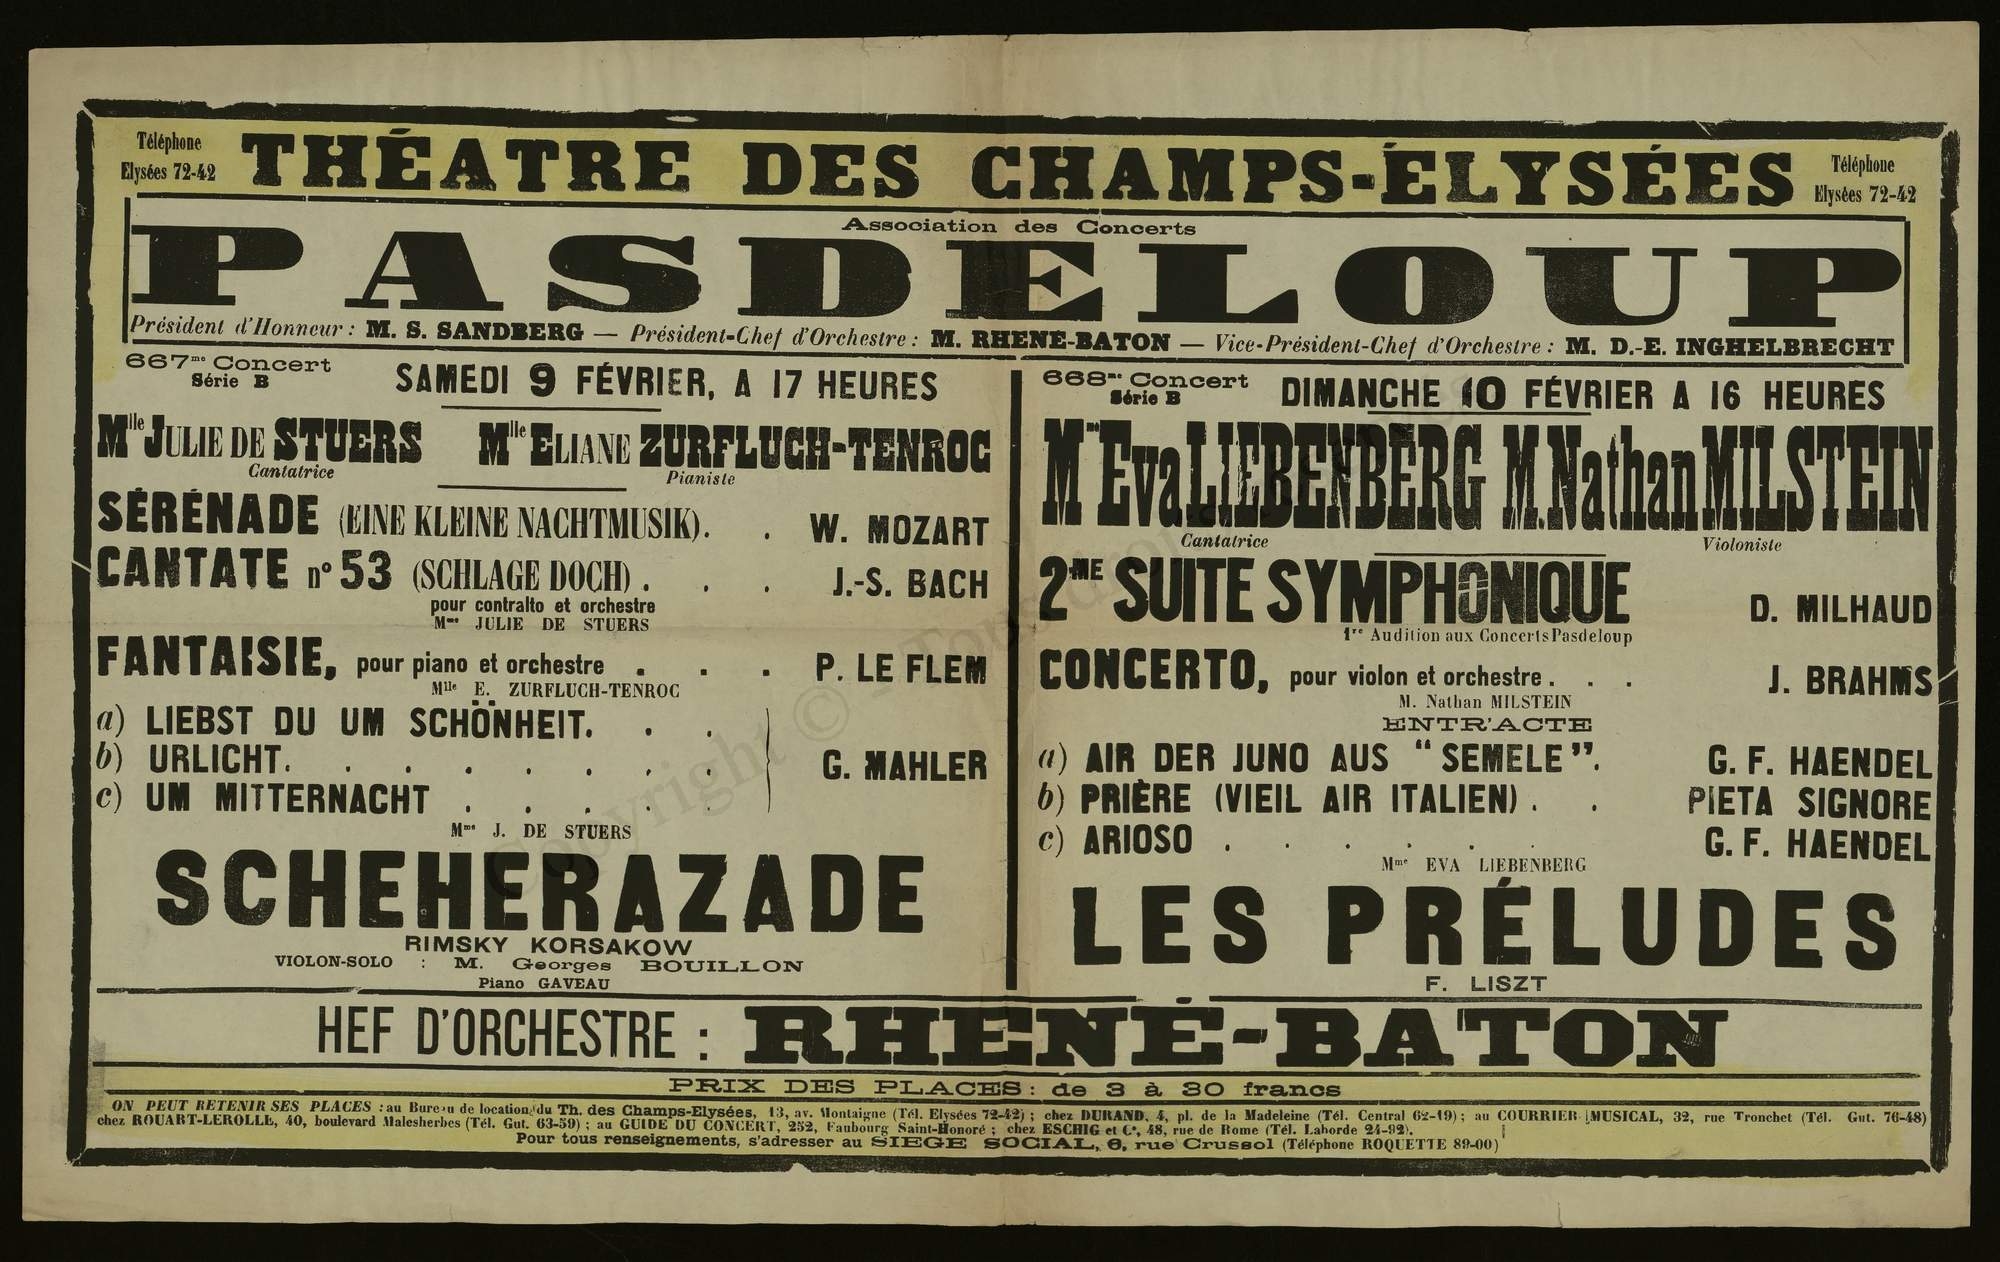 Téléphone
Elysées 72-42
THÉATRE DES CHAMPS-ÉLYSÉES
Téléphone
Elysées 72-42
Association des Concerts
PASDELOUP
Président d'Honneur : M. S. SANDBERG — Président-Chef d'Orchestre : M. RHENÉ-BATON — Vice-Président-Chef d'Orchestre : M. D.-E. INGHELBRECHT
667me Concert
Série B
SAMEDI 9 FÉVRIER, A 17 HEURES
Mlle JULIE DE STUERS Mlle ELIANE ZURFLUCH-TENROC
Cantatrice Pianiste
SÉRÉNADE (EINE KLEINE NACHTMUSIK). . W. MOZART
CANTATE n° 53 (SCHLAGE DOCH) . . . J.-S. BACH
pour contralto et orchestre
Mme JULIE DE STUERS
FANTAISIE, pour piano et orchestre . . . P. LE FLEM
Mlle E. ZURFLUCH-TENROC
a) LIEBST DU UM SCHÖNHEIT. . .
b) URLICHT. . . . . . . . G. MAHLER
c) UM MITTERNACHT . . . . .
Mme J. DE STUERS
SCHEHERAZADE
RIMSKY KORSAKOW
VIOLON-SOLO : M. Georges BOUILLON
Piano GAVEAU
668me Concert
Série B
DIMANCHE 10 FÉVRIER A 16 HEURES
Mme Eva LIEBENBERG M. Nathan MILSTEIN
Cantatrice Violoniste
2ME SUITE SYMPHONIQUE D. MILHAUD
1re Audition aux Concerts Pasdeloup
CONCERTO, pour violon et orchestre . . . J. BRAHMS
M. Nathan MILSTEIN
ENTR'ACTE
a) AIR DER JUNO AUS “ SEMELE ”. G. F. HAENDEL
b) PRIÈRE (VIEIL AIR ITALIEN) . . PIETA SIGNORE
c) ARIOSO . . . . . . G. F. HAENDEL
Mme EVA LIEBENBERG
LES PRÉLUDES
F. LISZT
HEF D'ORCHESTRE : RHENÉ-BATON
PRIX DES PLACES : de 3 à 30 francs
ON PEUT RETENIR SES PLACES : au Bureau de location du Th. des Champs-Elysées, 13, av. Montaigne (Tél. Elysées 72-42) ; chez DURAND, 4, pl. de la Madeleine (Tél. Central 62-19) ; au COURRIER MUSICAL, 32, rue Tronchet (Tél. Gut. 76-48)
chez ROUART-LEROLLE, 40, boulevard Malesherbes (Tél. Gut. 63-59) ; au GUIDE DU CONCERT, 252, Faubourg Saint-Honoré ; chez ESCHIG et Cie, 48, rue de Rome (Tél. Laborde 24-92).
Pour tous renseignements, s'adresser au SIEGE SOCIAL, 6, rue Crussol (Téléphone ROQUETTE 89-00)
Copyright ©